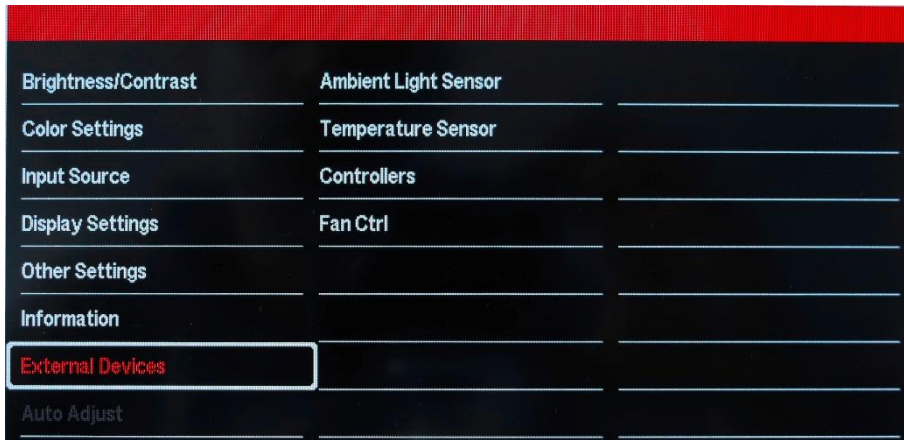 Brightness/Contrast
Color Settings
Input Source
Display Settings
Other Settings
Information
External Devices
Auto Adjust
Ambient Light Sensor
Temperature Sensor
Controllers
Fan Ctrl